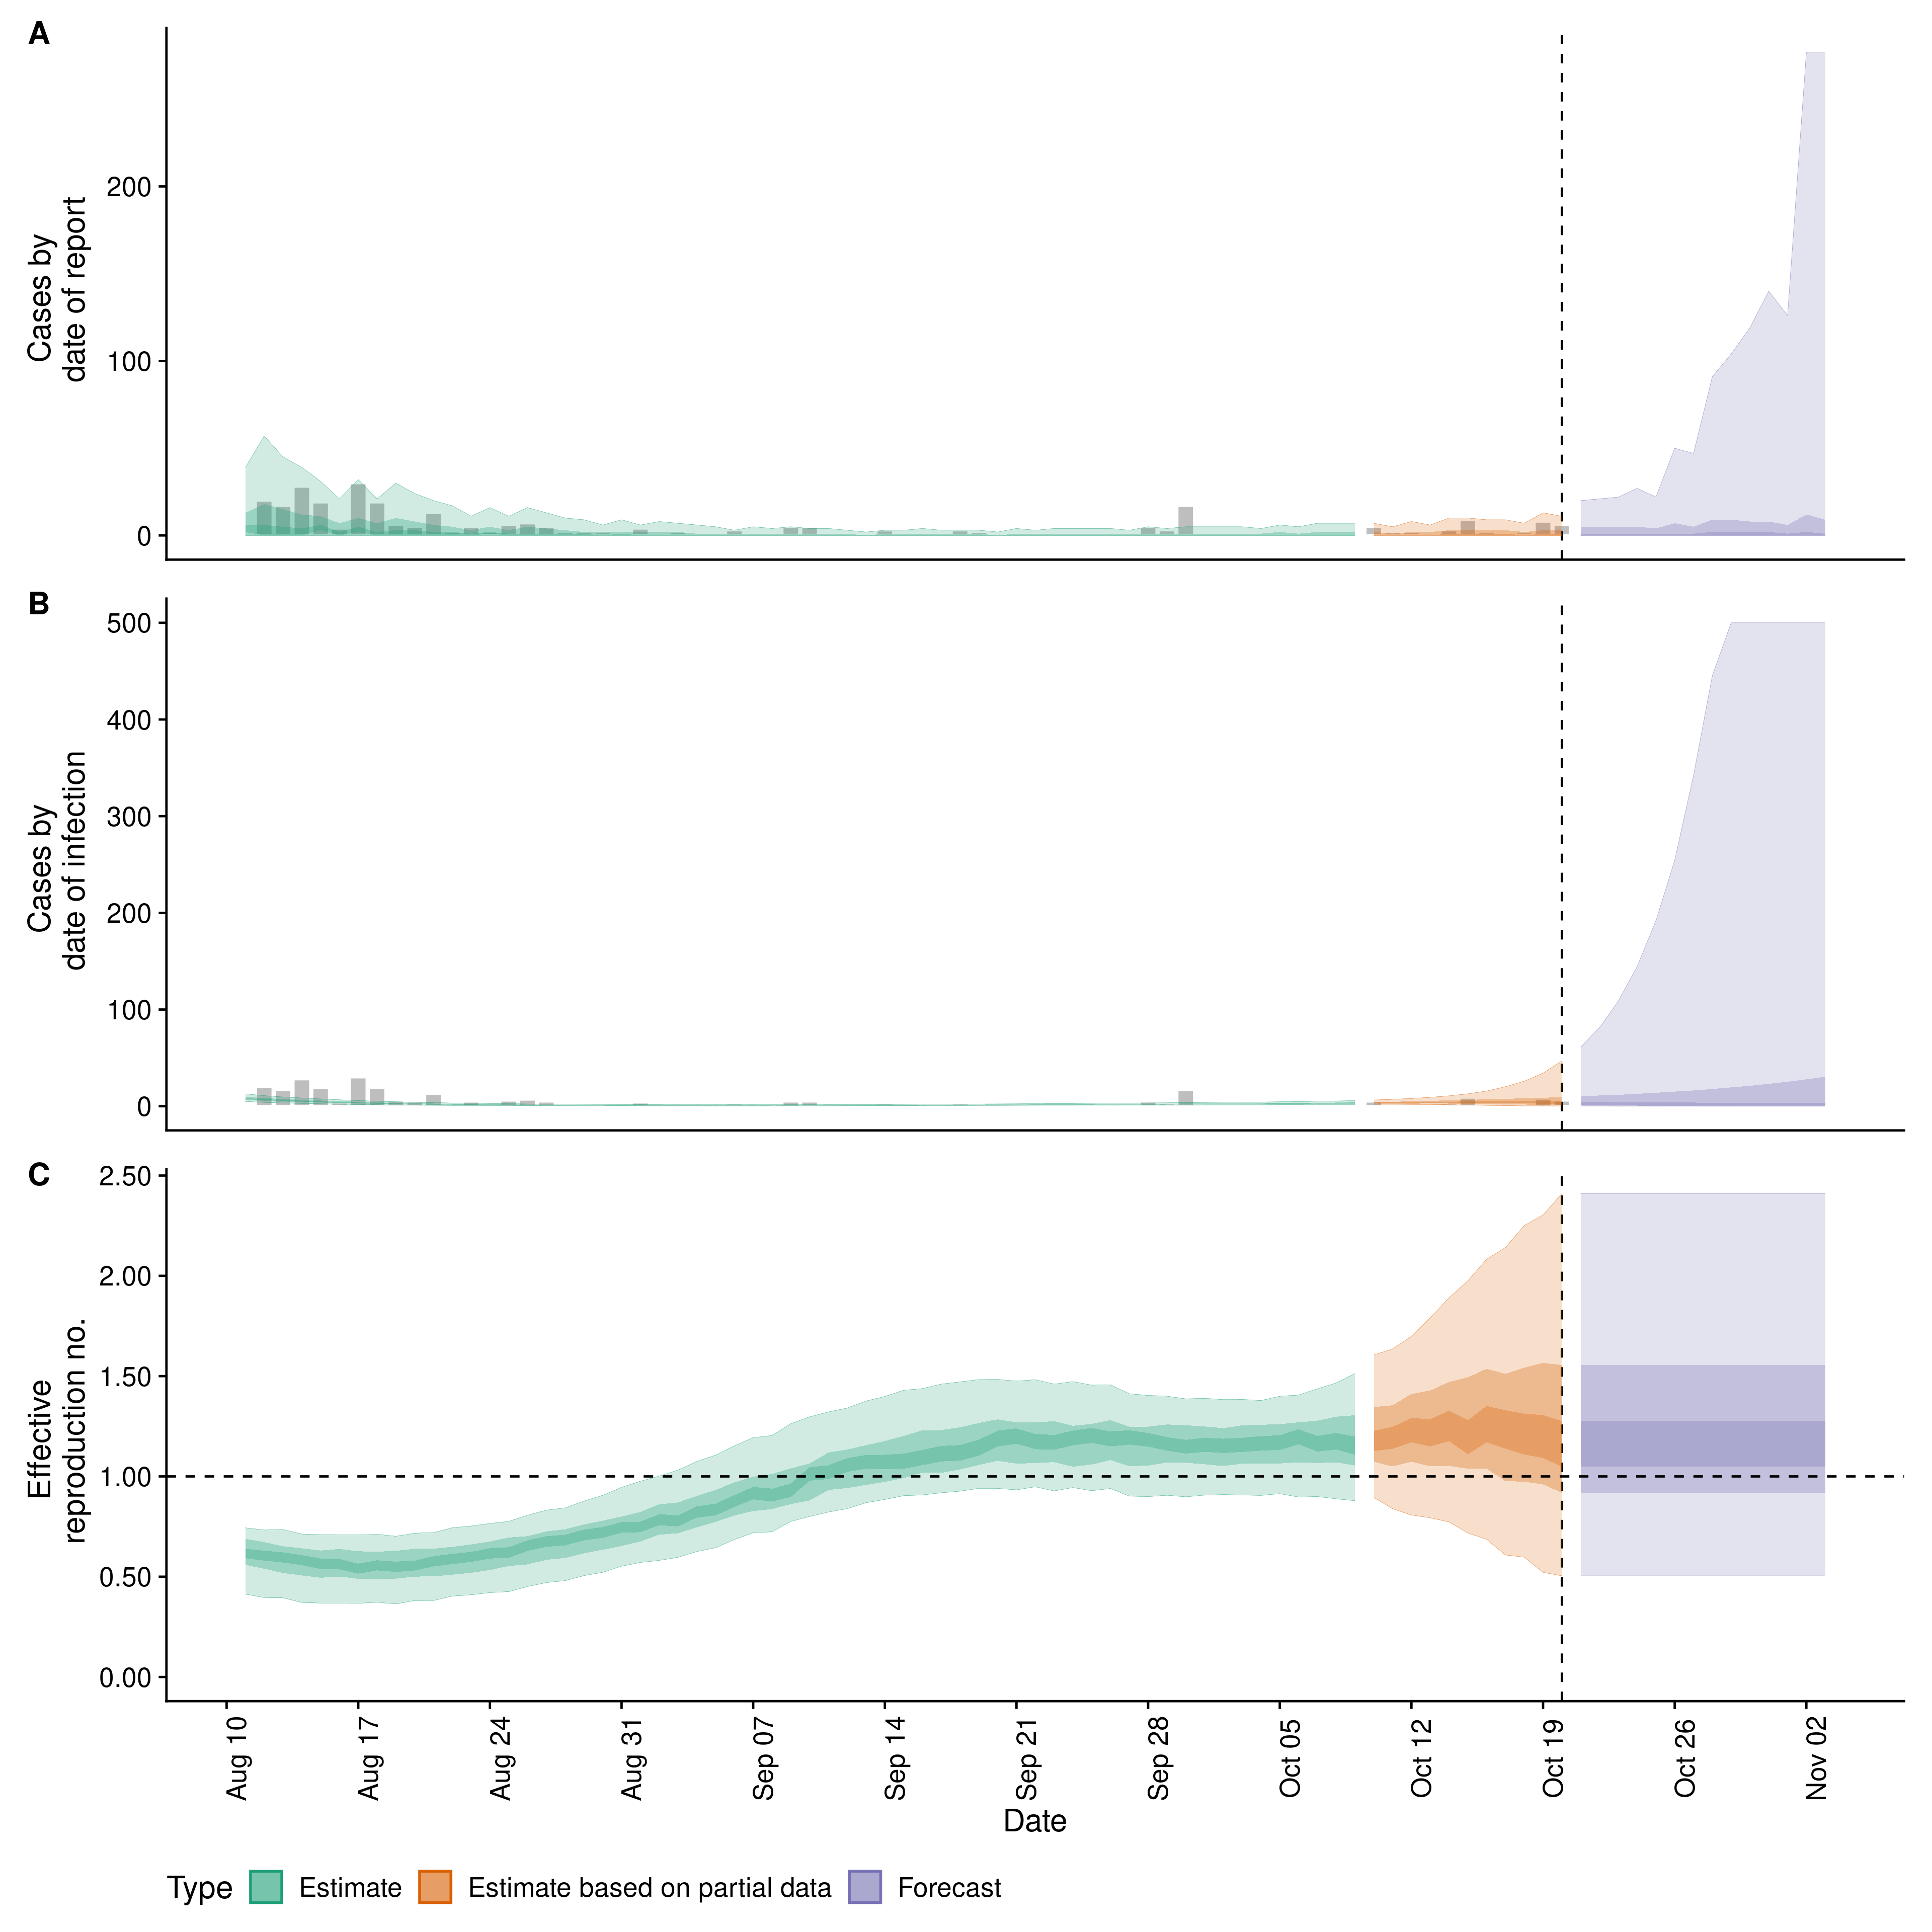 A
Cases by
date of report
200
100
0
B
Cases by
date of infection
500
400
300
200
100
0
C
Effective
reproduction no.
2.50
2.00
1.50
1.00
0.50
0.00
Aug 10
Aug 17
Aug 24
Aug 31
Sep 07
Sep 14
Sep 21
Sep 28
Oct 05
Oct 12
Oct 19
Oct 26
Nov 02
Date
Type Estimate Estimate based on partial data Forecast